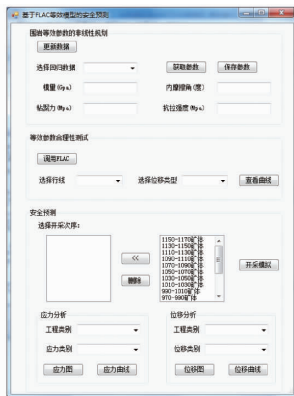 基于FLAC等效模型的安全预测
围岩等效参数的非线性规划
更新数据
选择回归数据 获取参数 保存参数
模量(Gpa) 内摩擦角(度)
粘聚力(Mpa) 抗拉强度(Mpa)
等效参数合理性测试
调用FLAC
选择行线 选择位移类型 查看曲线
安全预测
选择开采次序:
1150-1170矿体
1130-1150矿体
1110-1130矿体
1090-1110矿体
<< 1070-1090矿体 开采模拟
1050-1070矿体
删除 1030-1050矿体
1010-1030矿体
990-1010矿体
970-990矿体
应力分析 位移分析
工程类别 工程类别
应力类别 位移类别
应力图 应力曲线 位移图 位移曲线